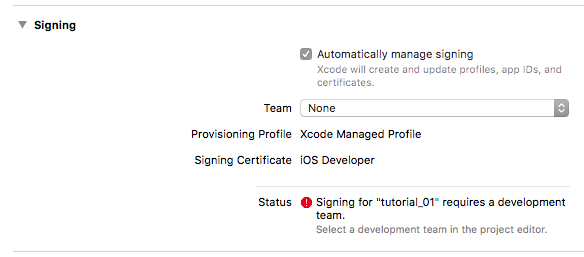 Signing
Automatically manage signing
Xcode will create and update profiles, app IDs, and
certificates.
Team None
Provisioning Profile Xcode Managed Profile
Signing Certificate iOS Developer
Status Signing for "tutorial_01" requires a development
team.
Select a development team in the project editor.